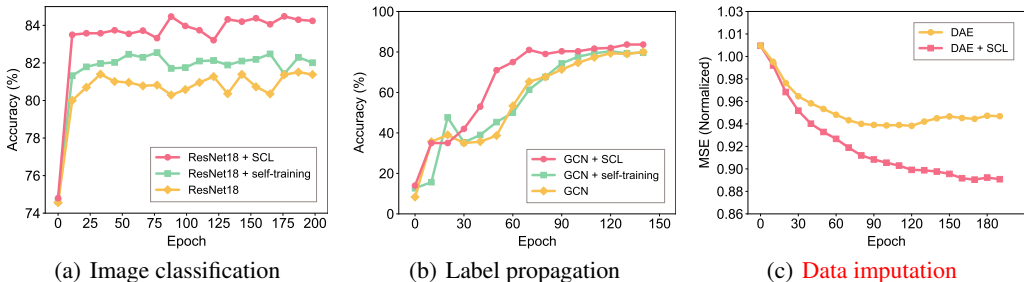 84
82
80
78
76
74
Accuracy (%)
ResNet18 + SCL
ResNet18 + self-training
ResNet18
0 25 50 75 100 125 150 175 200
Epoch
(a) Image classification
100
80
60
40
20
0
Accuracy (%)
GCN + SCL
GCN + self-training
GCN
0 30 60 90 120 150
Epoch
(b) Label propagation
1.03
1.00
0.98
0.96
0.94
0.90
0.88
0.86
MSE (Normalized)
DAE
DAE + SCL
0 30 60 90 120 150 180
Epoch
(c) Data imputation